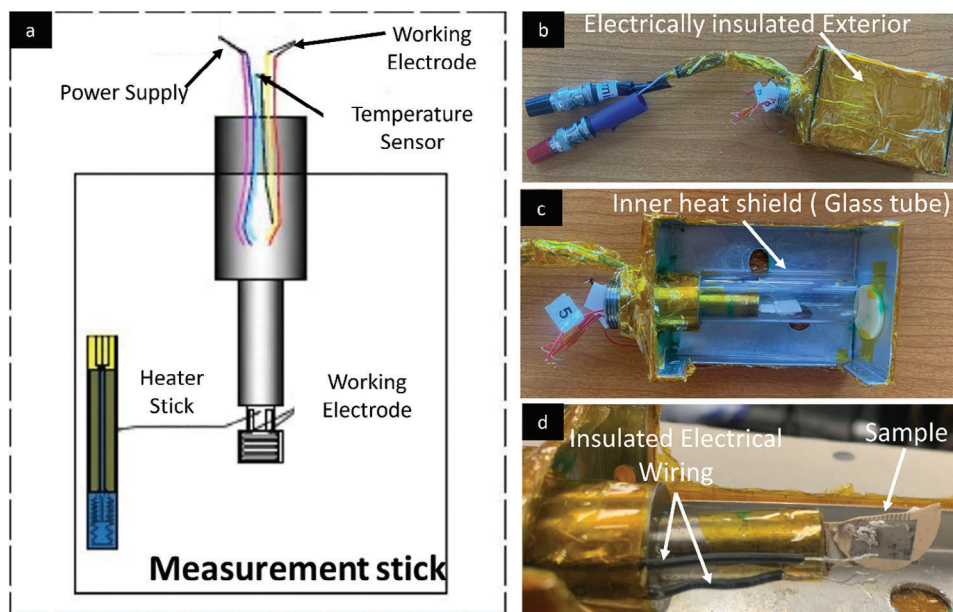 a
Power Supply
Working
Electrode
Temperature
Sensor
Heater
Stick
Working
Electrode
Measurement stick
b
Electrically insulated Exterior
c
Inner heat shield ( Glass tube)
5
d
Insulated Electrical
Wiring
Sample